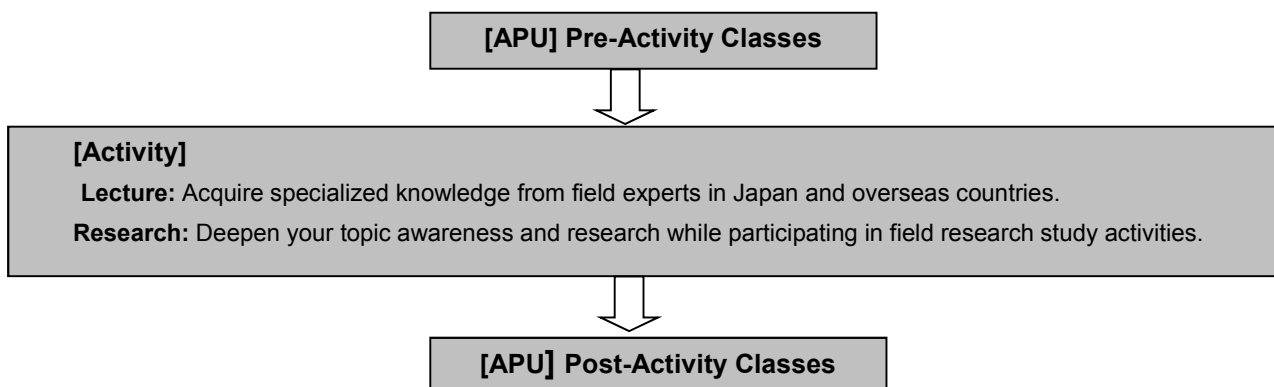 [APU] Pre-Activity Classes
[Activity]
Lecture: Acquire specialized knowledge from field experts in Japan and overseas countries.
Research: Deepen your topic awareness and research while participating in field research study activities.
[APU] Post-Activity Classes